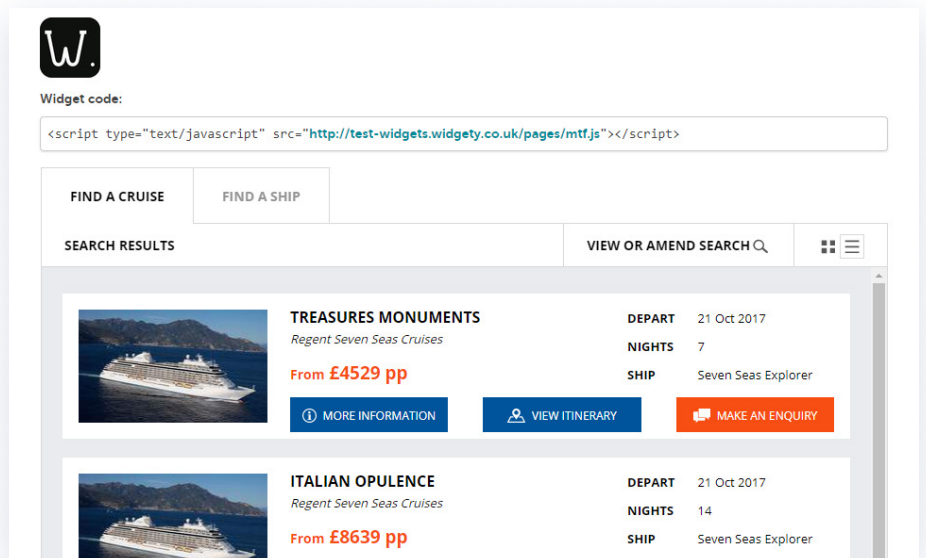 W.
Widget code:
<script type="text/javascript" src="http://test-widgets.widgety.co.uk/pages/mtf.js"></script>
FIND A CRUISE FIND A SHIP
SEARCH RESULTS VIEW OR AMEND SEARCH
TREASURES MONUMENTS
Regent Seven Seas Cruises
From £4529 pp
DEPART 21 Oct 2017
NIGHTS 7
SHIP Seven Seas Explorer
MORE INFORMATION VIEW ITINERARY MAKE AN ENQUIRY
ITALIAN OPULENCE
Regent Seven Seas Cruises
From £8639 pp
DEPART 21 Oct 2017
NIGHTS 14
SHIP Seven Seas Explorer